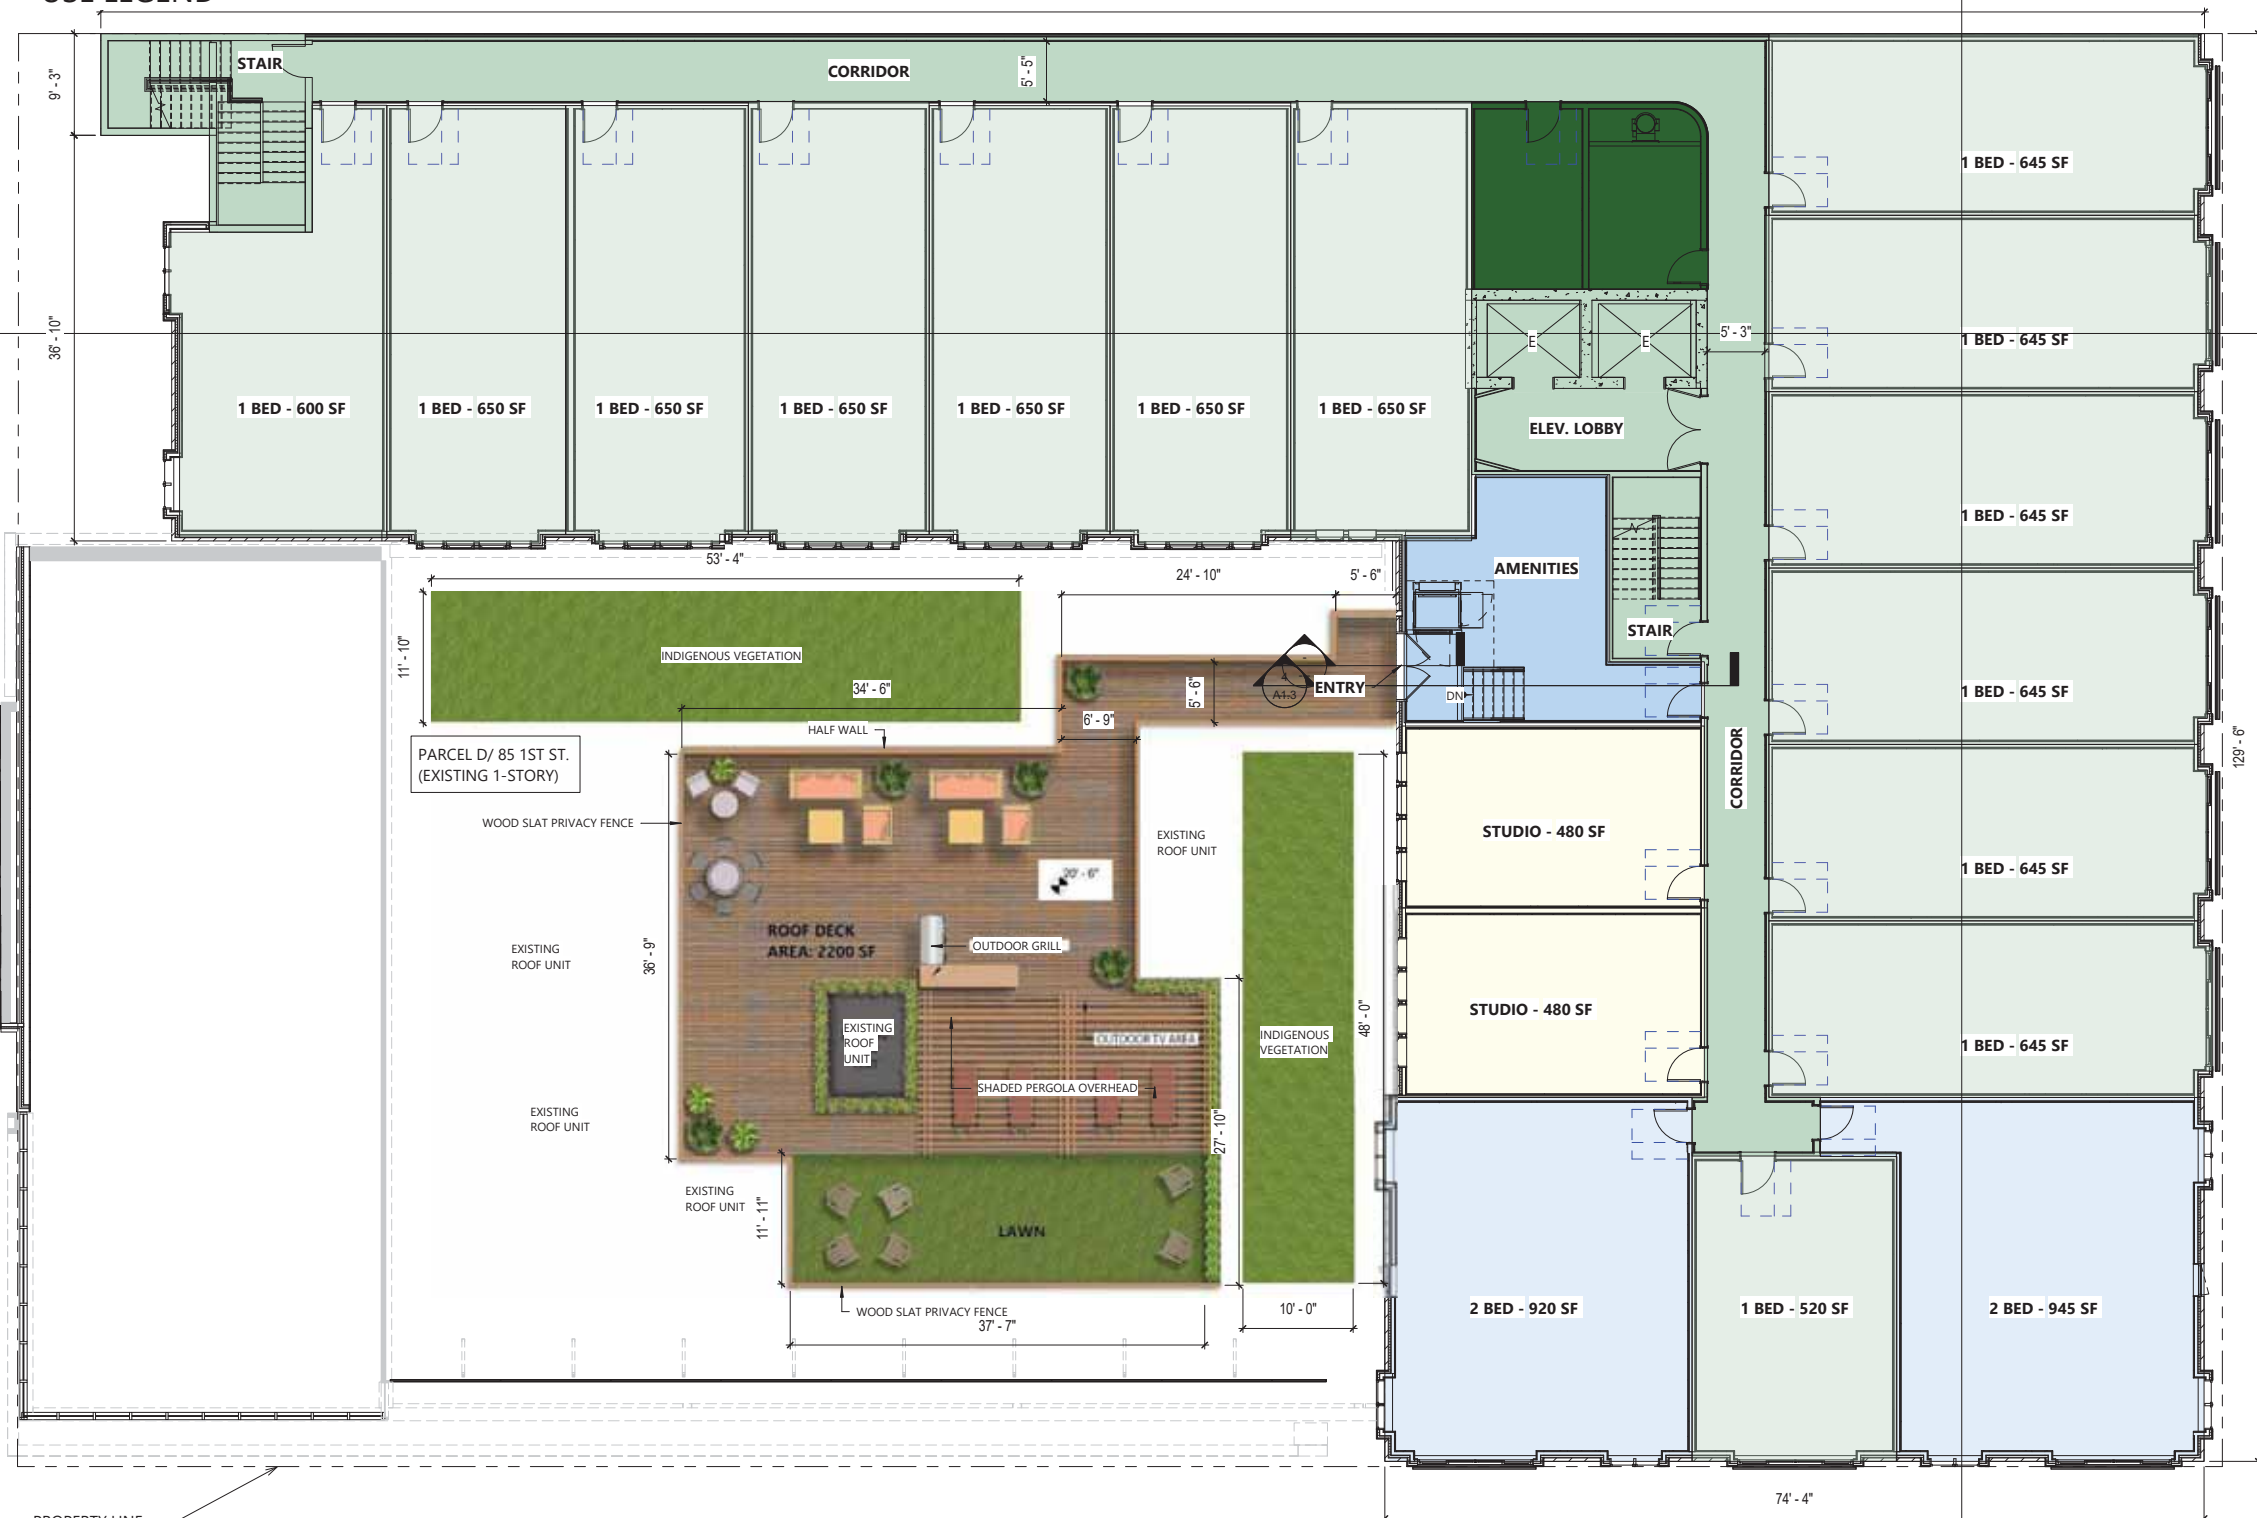 USE LEGEND
9' - 3"
STAIR
CORRIDOR
5' - 5"
1 BED - 645 SF
36' - 10"
E
E
5' - 3"
1 BED - 645 SF
1 BED - 600 SF
1 BED - 650 SF
1 BED - 650 SF
1 BED - 650 SF
1 BED - 650 SF
1 BED - 650 SF
1 BED - 650 SF
ELEV. LOBBY
1 BED - 645 SF
53' - 4"
24' - 10"
5' - 6"
AMENITIES
11' - 10"
INDIGENOUS VEGETATION
STAIR
34' - 6"
5' - 6"
4
A1.3
ENTRY
DN
1 BED - 645 SF
6' - 9"
HALF WALL
PARCEL D/ 85 1ST ST.
(EXISTING 1-STORY)
CORRIDOR
129' - 6"
WOOD SLAT PRIVACY FENCE
EXISTING
ROOF UNIT
STUDIO - 480 SF
1 BED - 645 SF
20' - 6"
ROOF DECK
AREA: 2200 SF
OUTDOOR GRILL
EXISTING
ROOF UNIT
36' - 9"
EXISTING
ROOF
UNIT
OUTDOOR TV AREA
INDIGENOUS
VEGETATION
48' - 0"
STUDIO - 480 SF
1 BED - 645 SF
SHADED PERGOLA OVERHEAD
EXISTING
ROOF UNIT
27' - 10"
EXISTING
ROOF UNIT
11' - 11"
LAWN
WOOD SLAT PRIVACY FENCE
37' - 7"
10' - 0"
2 BED - 920 SF
1 BED - 520 SF
2 BED - 945 SF
74' - 4"
PROPERTY LINE